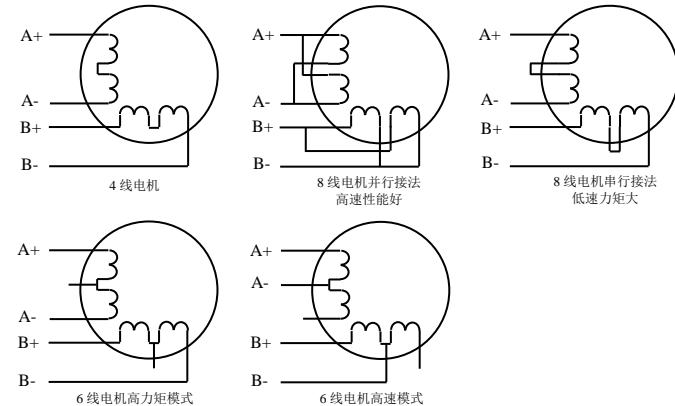 A+
A-
B+
B-
4 线电机
A+
A-
B+
B-
8 线电机并行接法
高速性能好
A+
A-
B+
B-
8 线电机串行接法
低速力矩大
A+
A-
B+
B-
6 线电机高力矩模式
A+
A-
B+
B-
6 线电机高速模式